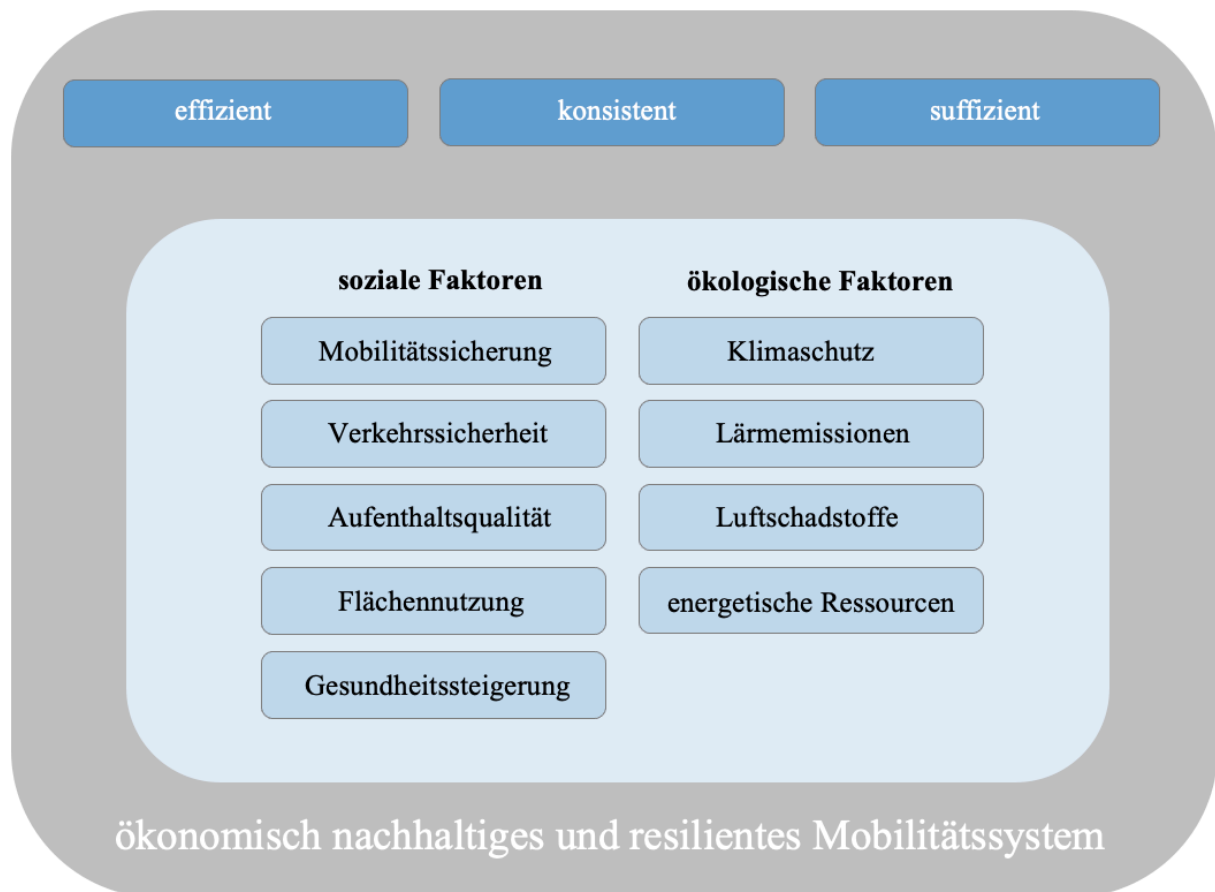 effizient
konsistent
suffizient
soziale Faktoren
ökologische Faktoren
Mobilitätssicherung
Klimaschutz
Verkehrssicherheit
Lärmemissionen
Aufenthaltsqualität
Luftschadstoffe
Flächennutzung
energetische Ressourcen
Gesundheitssteigerung
ökonomisch nachhaltiges und resilientes Mobilitätssystem